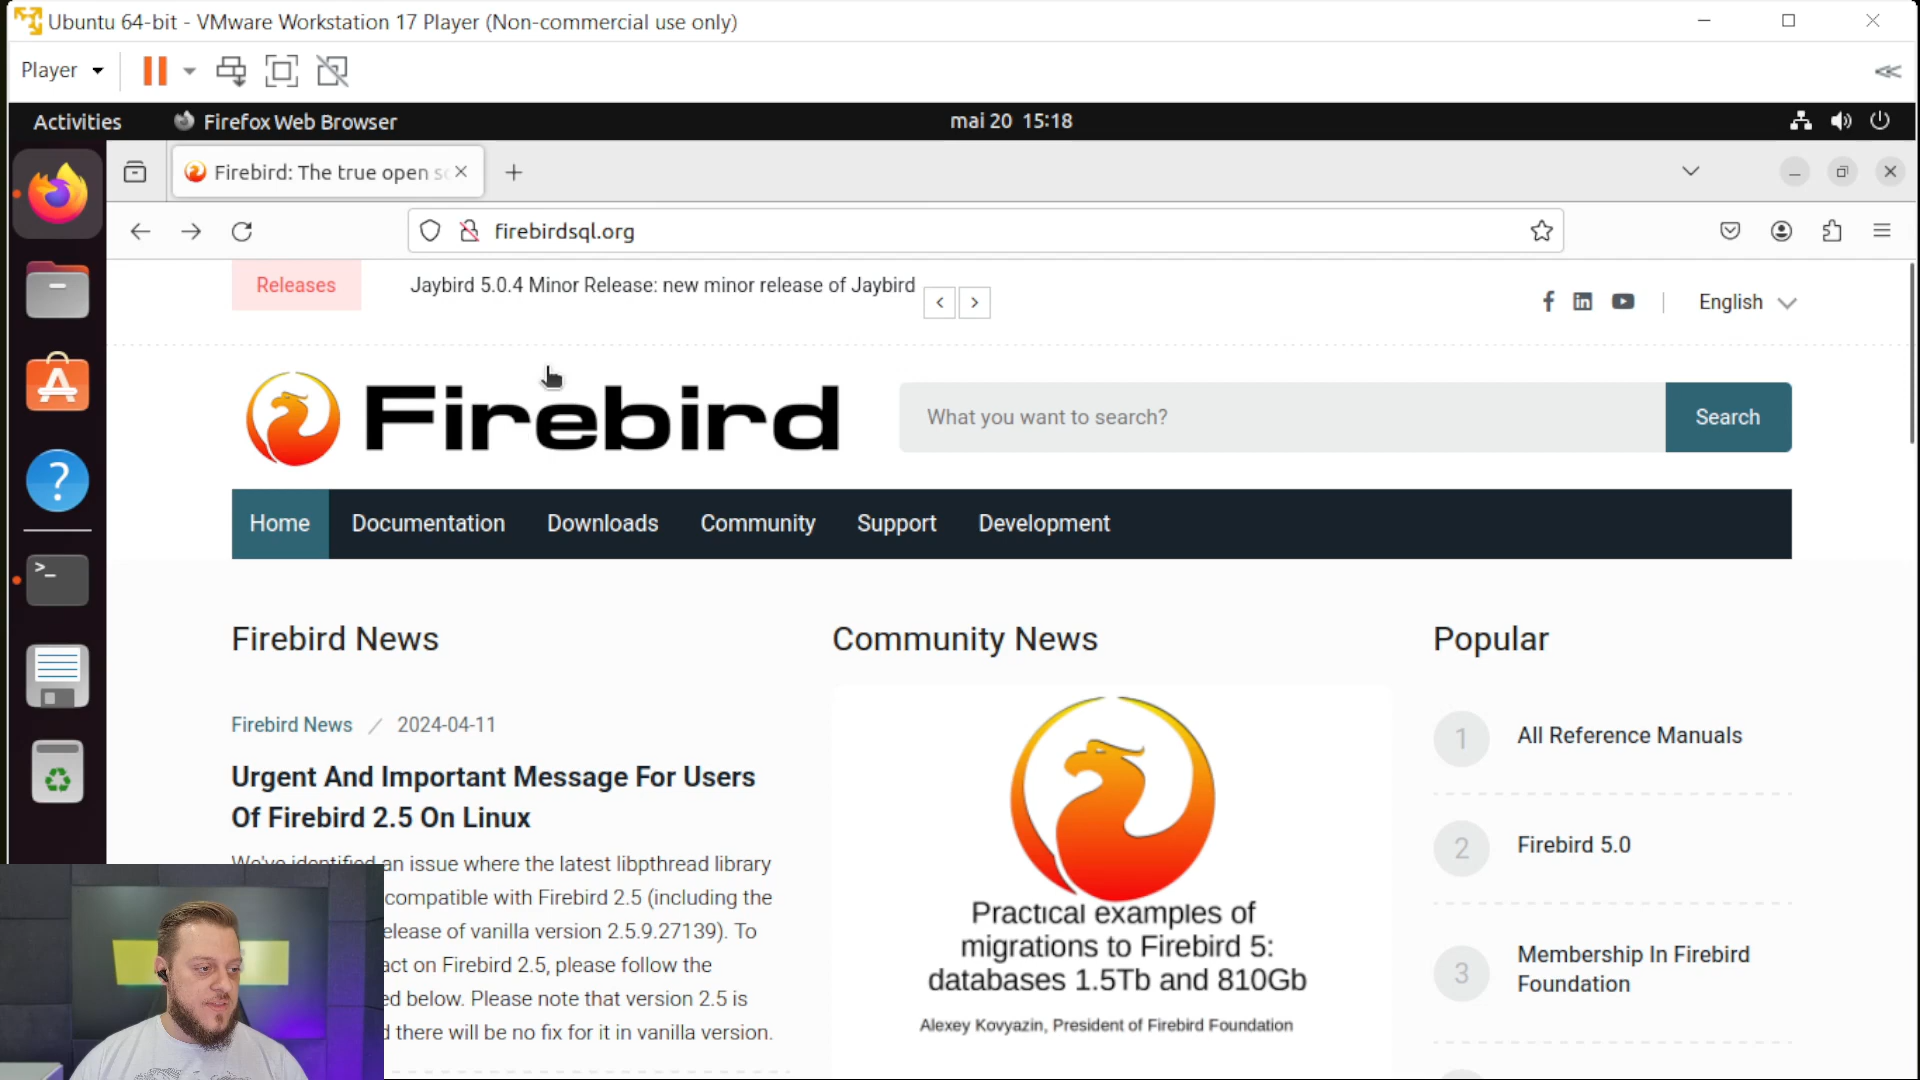 Ubuntu 64-bit - VMware Workstation 17 Player (Non-commercial use only)
Player
Activities
Firefox Web Browser
mai 20 15:18
Firebird: The true open s
firebirdsql.org
Releases
Jaybird 5.0.4 Minor Release: new minor release of Jaybird
English
Firebird
What you want to search?
Search
Home
Documentation
Downloads
Community
Support
Development
Firebird News
Firebird News / 2024-04-11
Urgent And Important Message For Users
Of Firebird 2.5 On Linux
We've identified an issue where the latest libpthread library
compatible with Firebird 2.5 (including the
elease of vanilla version 2.5.9.27139). To
act on Firebird 2.5, please follow the
ed below. Please note that version 2.5 is
d there will be no fix for it in vanilla version.
Community News
Practical examples of
migrations to Firebird 5:
databases 1.5Tb and 810Gb
Alexey Kovyazin, President of Firebird Foundation
Popular
1
All Reference Manuals
2
Firebird 5.0
3
Membership In Firebird
Foundation